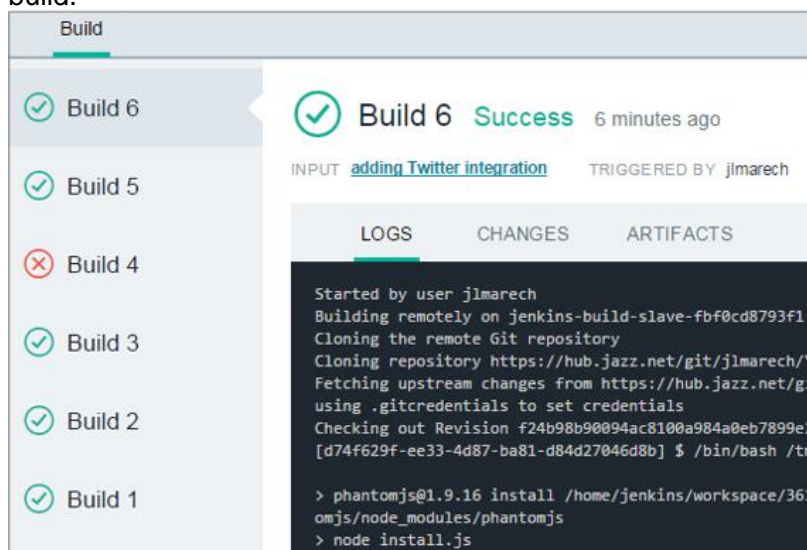 build.
Build
Build 6
Build 5
Build 4
Build 3
Build 2
Build 1
Build 6 Success 6 minutes ago
INPUT adding Twitter integration TRIGGERED BY jlmarech
LOGS CHANGES ARTIFACTS
Started by user jlmarech
Building remotely on jenkins-build-slave-fbf0cd8793f1
Cloning the remote Git repository
Cloning repository https://hub.jazz.net/git/jlmarech/
Fetching upstream changes from https://hub.jazz.net/gi
using .gitcredentials to set credentials
Checking out Revision f24b98b90094ac8100a984a0eb7899e
[d74f629f-ee33-4d87-ba81-d84d27046d8b] $ /bin/bash /tm
> phantomjs@1.9.16 install /home/jenkins/workspace/36
omjs/node_modules/phantomjs
> node install.js